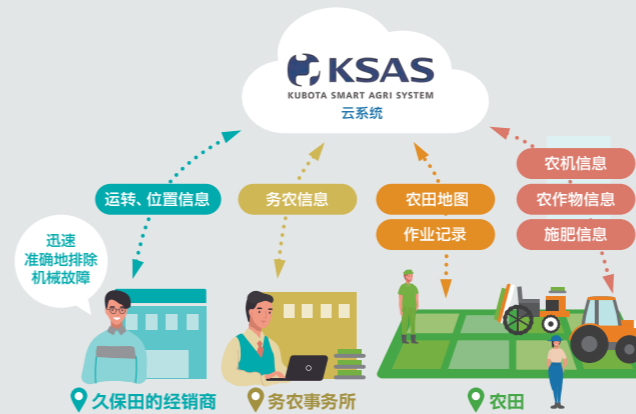 KSAS
KUBOTA SMART AGRI SYSTEM
云系统
运转、位置信息
务农信息
农田地图
作业记录
农机信息
农作物信息
施肥信息
迅速
准确地排除
机械故障
久保田的经销商
务农事务所
农田